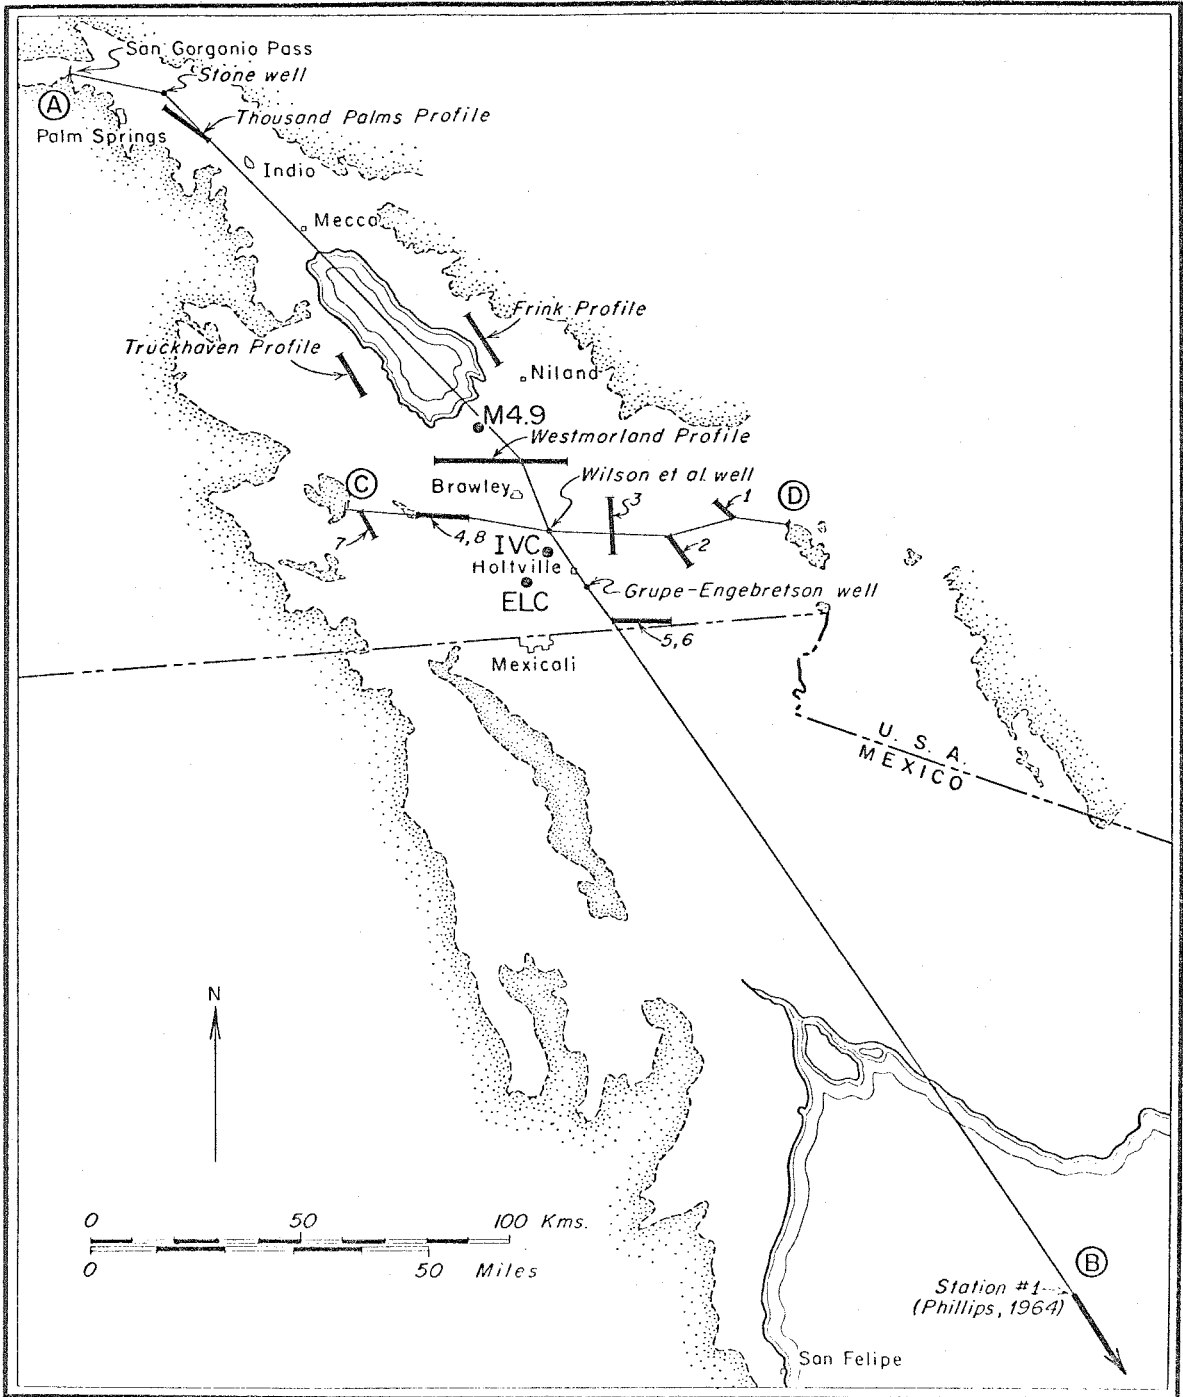 San Gorgonio Pass
Stone well
A
Palm Springs
Thousand Palms Profile
Indio
Mecca
Frink Profile
Truckhaven Profile
Niland
M4.9
Westmorland Profile
Wilson et al. well
C
Brawley
3
1
D
7
4,8
2
IVC
Holtville
Grupe-Engebretson well
ELC
5,6
Mexicali
U. S. A.
MEXICO
N
0 50 100 Kms.
0 50 Miles
B
Station #1
(Phillips, 1964)
San Felipe